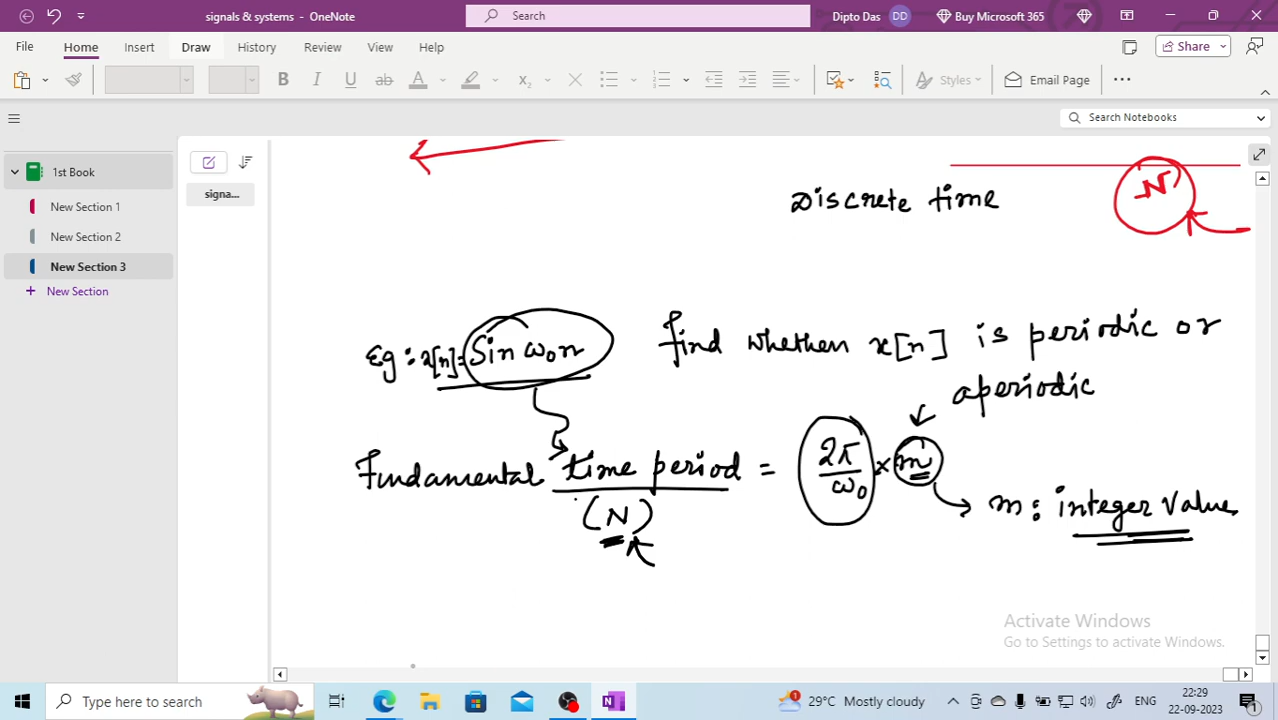 signals & systems - OneNote
Search
Dipto Das DD
Buy Microsoft 365
File Home Insert Draw History Review View Help
Share
B I U ab A
Styles
Email Page
Search Notebooks
1st Book
New Section 1
New Section 2
New Section 3
New Section
signa...
Discrete time
N
Eg : x[n]= Sin ω₀n
Find whether x[n] is periodic or
aperiodic
Fundamental time period = 2π/ω₀ × m
(N)
m : integer value
Activate Windows
Go to Settings to activate Windows.
Type here to search
29°C Mostly cloudy
ENG
22:29
22-09-2023
1